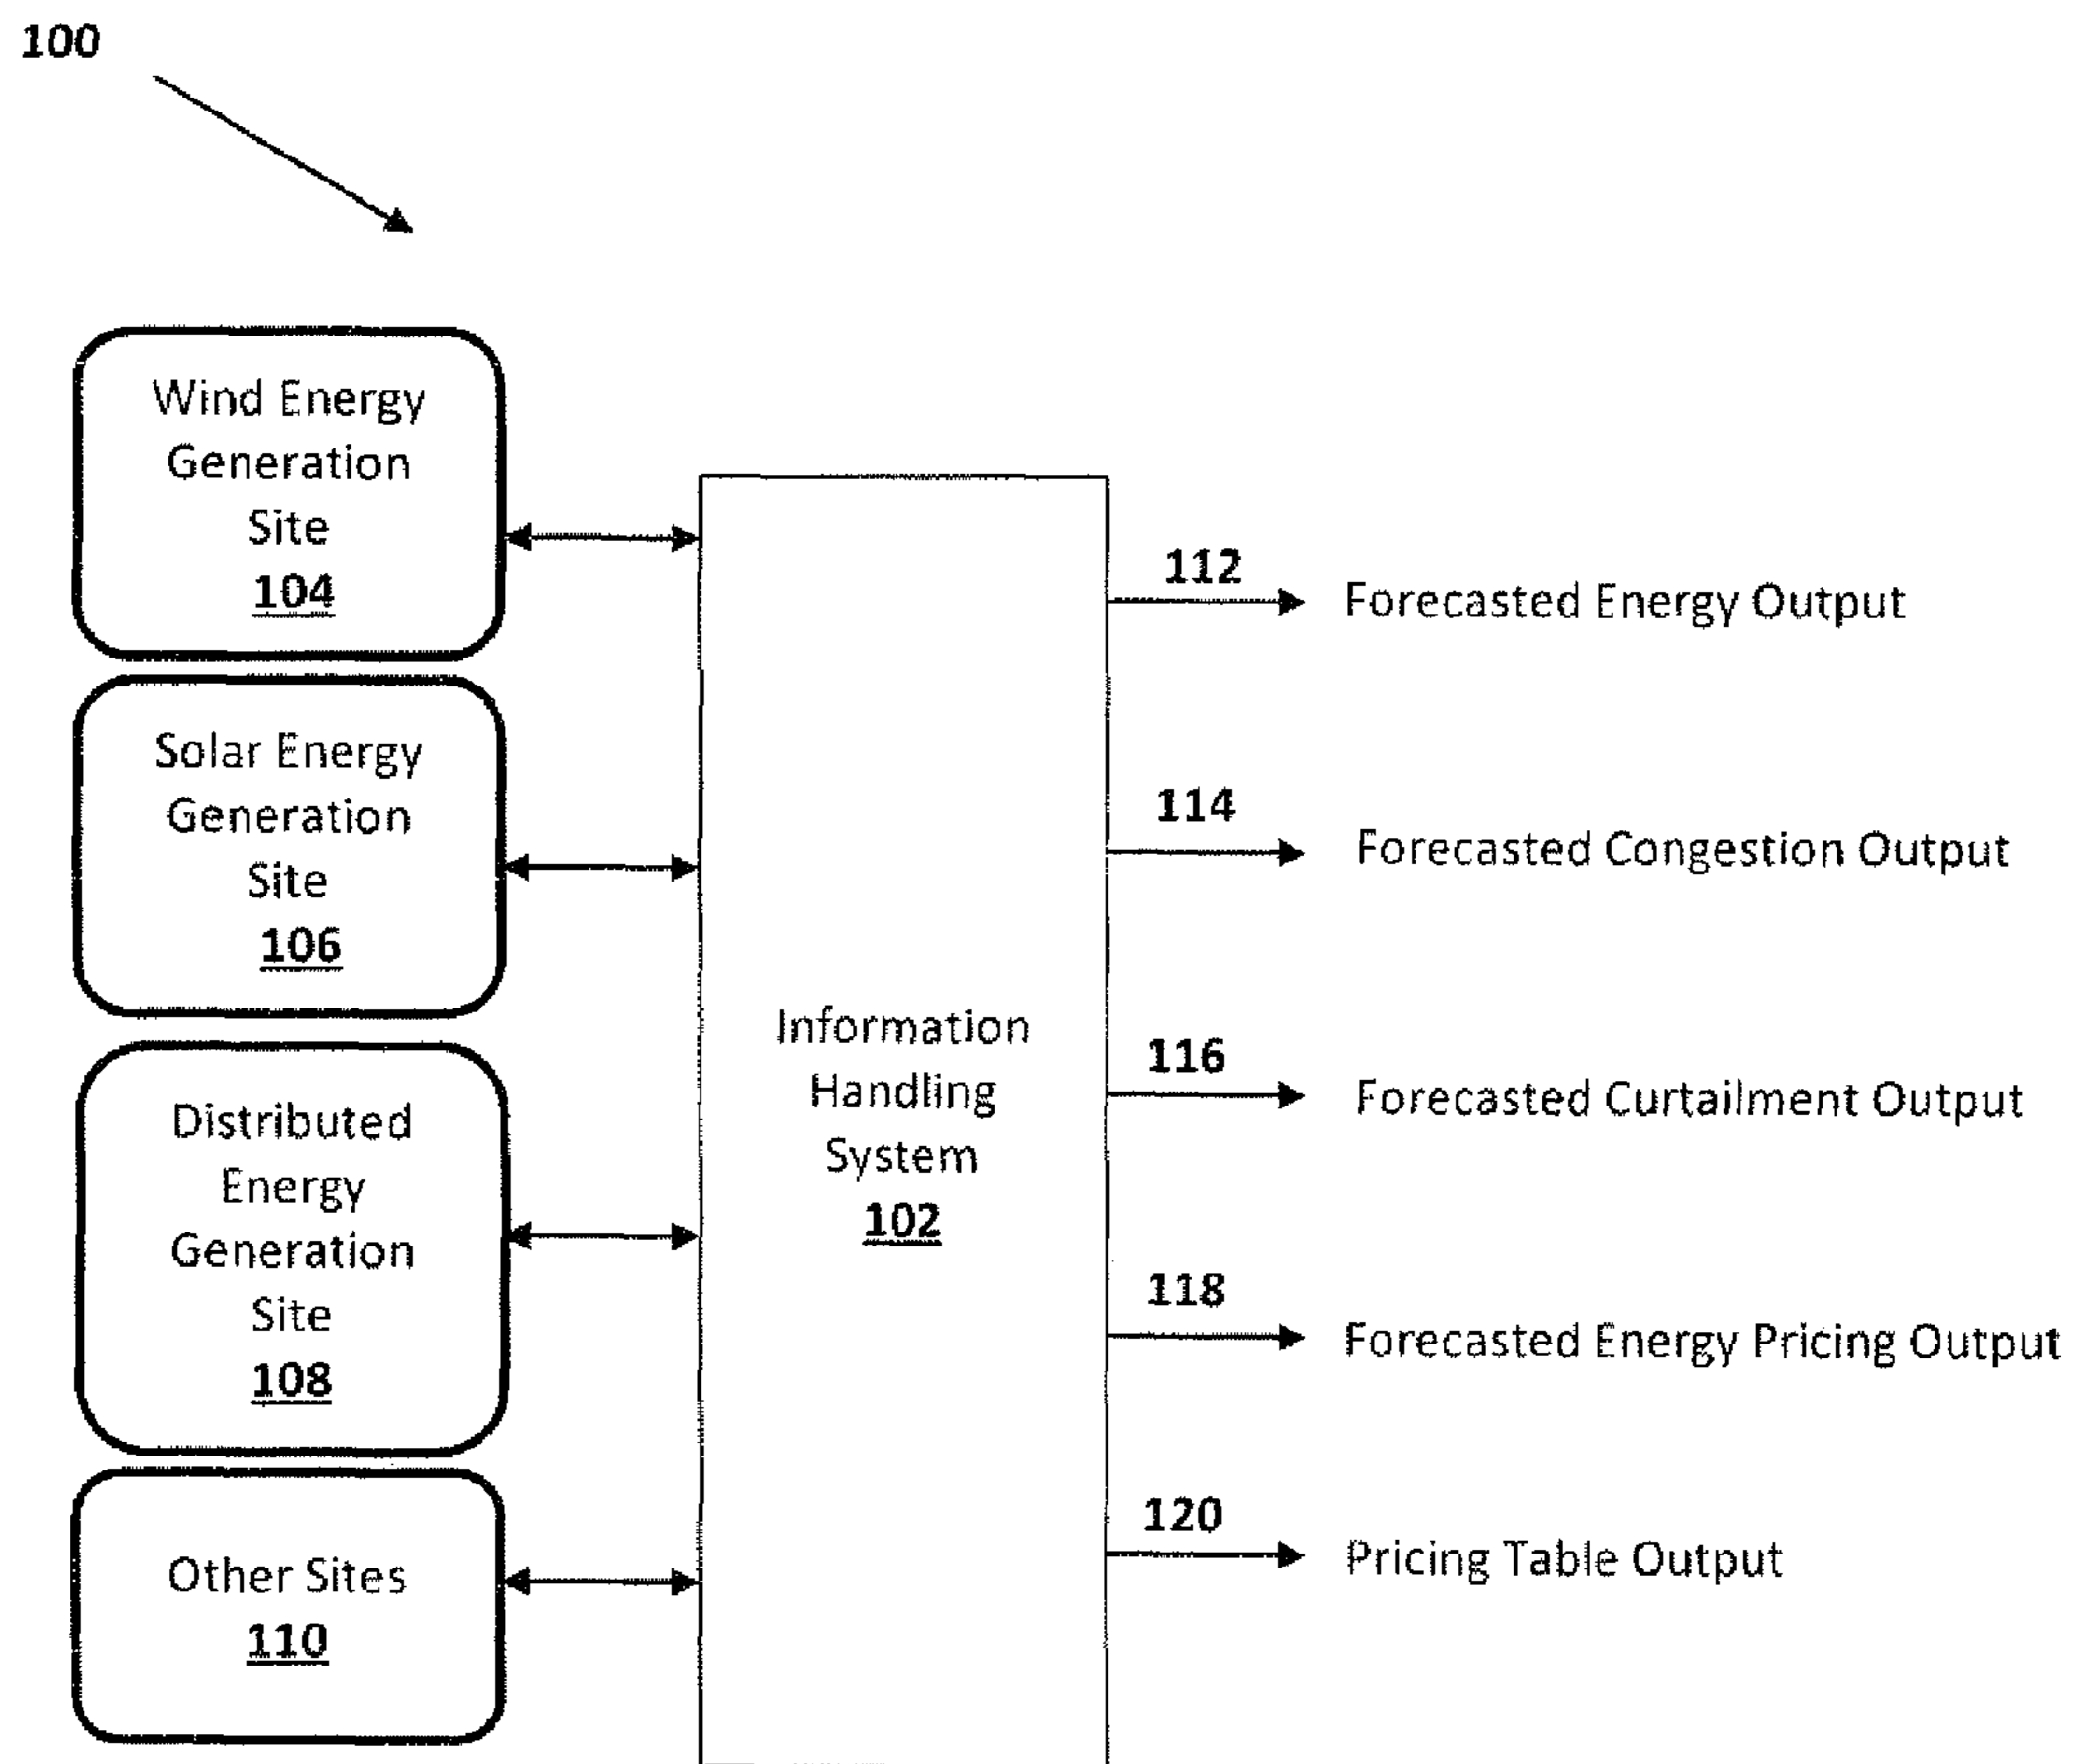 100
Wind Energy
Generation
Site
104
Solar Energy
Generation
Site
106
Distributed
Energy
Generation
Site
108
Other Sites
110
Information
Handling
System
102
112
Forecasted Energy Output
114
Forecasted Congestion Output
116
Forecasted Curtailment Output
118
Forecasted Energy Pricing Output
120
Pricing Table Output